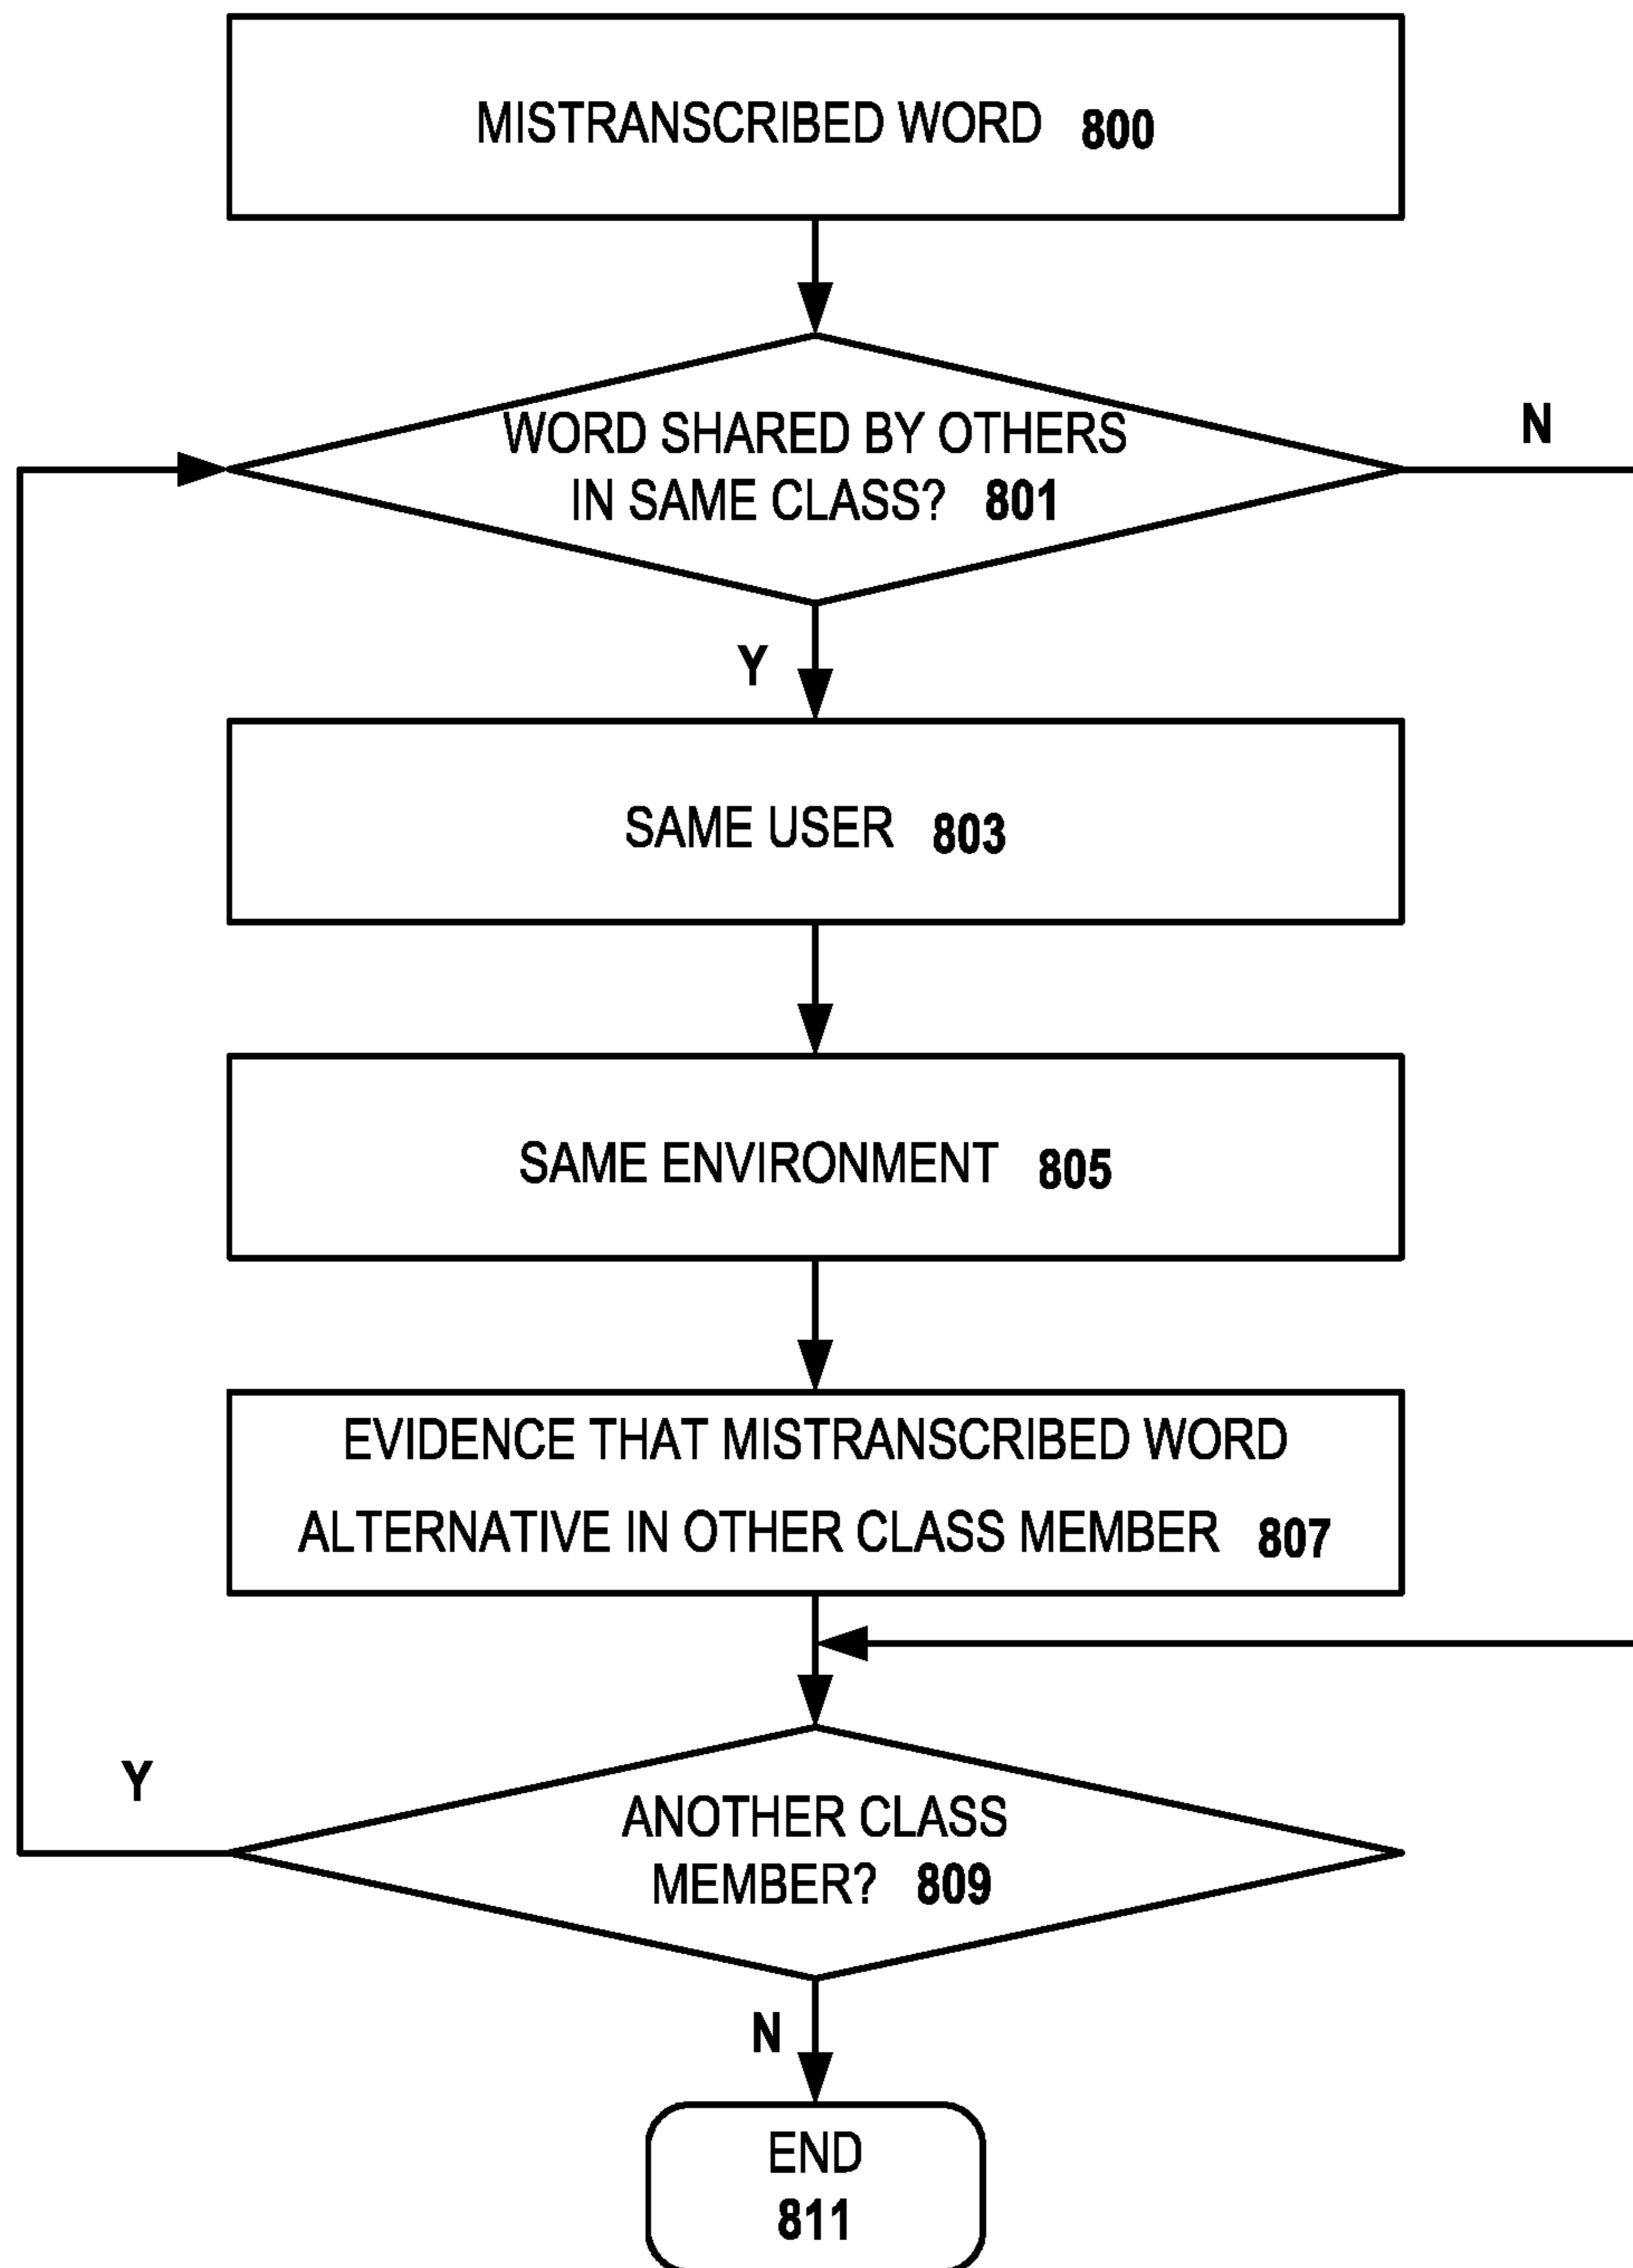 MISTRANSCRIBED WORD 800
WORD SHARED BY OTHERS
IN SAME CLASS? 801
N
Y
SAME USER 803
SAME ENVIRONMENT 805
EVIDENCE THAT MISTRANSCRIBED WORD
ALTERNATIVE IN OTHER CLASS MEMBER 807
Y
ANOTHER CLASS
MEMBER? 809
N
END
811